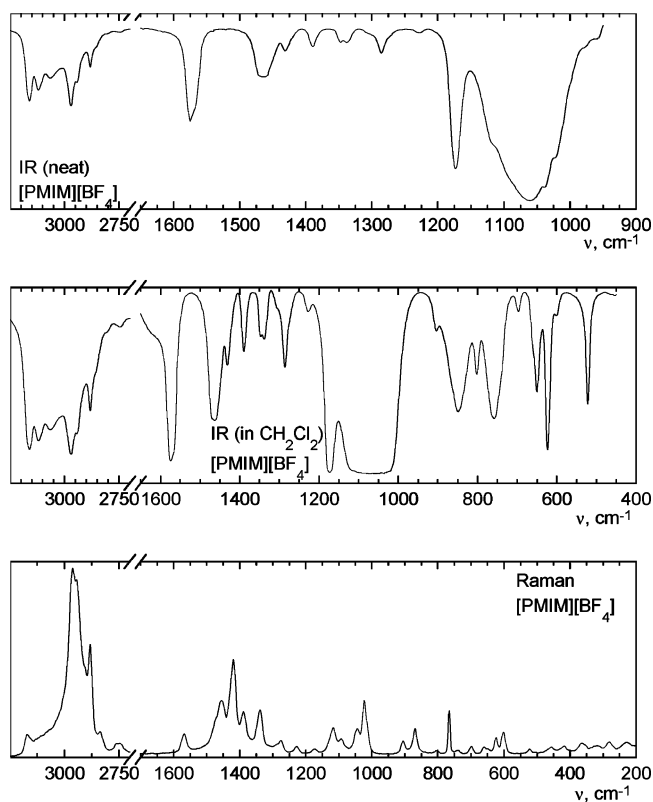 IR (neat)
[PMIM][BF4]
3000 2750 1600 1500 1400 1300 1200 1100 1000 900
ν, cm-1
IR (in CH2Cl2)
[PMIM][BF4]
3000 2750 1600 1400 1200 1000 800 600 400
ν, cm-1
Raman
[PMIM][BF4]
3000 2750 1600 1400 1200 1000 800 600 400 200
ν, cm-1